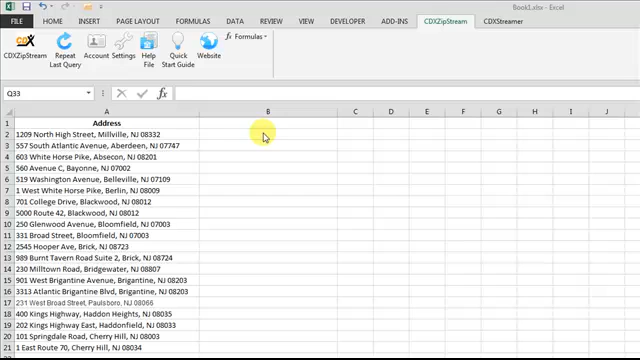 Book1.xlsx - Excel
FILE HOME INSERT PAGE LAYOUT FORMULAS DATA REVIEW VIEW DEVELOPER ADD-INS CDXZipStream CDXStreamer
CDX
fx Formulas
CDXZipStream Repeat Last Query Account Settings Help File Quick Start Guide Website
Q33 fx
A B C D E F G H I J
1 Address
2 1209 North High Street, Millville, NJ 08332
3 557 South Atlantic Avenue, Aberdeen, NJ 07747
4 603 White Horse Pike, Absecon, NJ 08201
5 560 Avenue C, Bayonne, NJ 07002
6 519 Washington Avenue, Belleville, NJ 07109
7 1 West White Horse Pike, Berlin, NJ 08009
8 701 College Drive, Blackwood, NJ 08012
9 5000 Route 42, Blackwood, NJ 08012
10 250 Glenwood Avenue, Bloomfield, NJ 07003
11 331 Broad Street, Bloomfield, NJ 07003
12 2545 Hooper Ave, Brick, NJ 08723
13 989 Burnt Tavern Road Suite 2, Brick, NJ 08724
14 230 Milltown Road, Bridgewater, NJ 08807
15 901 West Brigantine Avenue, Brigantine, NJ 08203
16 3313 Atlantic Brigantine Blvd, Brigantine, NJ 08203
17 231 West Broad Street, Paulsboro, NJ 08066
18 400 Kings Highway, Haddon Heights, NJ 08035
19 202 Kings Highway East, Haddonfield, NJ 08033
20 101 Springdale Road, Cherry Hill, NJ 08003
21 1 East Route 70, Cherry Hill, NJ 08034